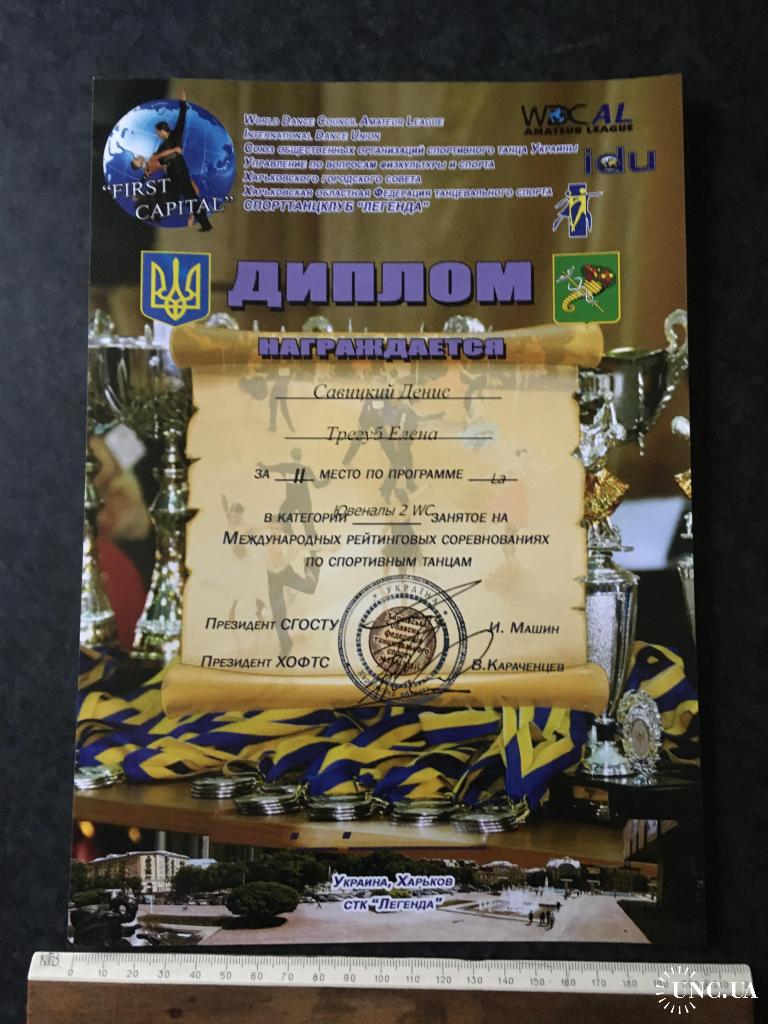 World Dance Council Amateur League
International Dance Union
Союз общественных организаций спортивного танца Украины
Управление по вопросам физкультуры и спорта
Харьковского городского совета
Харьковская областная Федерация танцевального спорта
СПОРТТАНЦКЛУБ "ЛЕГЕНДА"
"FIRST
CAPITAL"
WDC AL
AMATEUR LEAGUE
idu
ДИПЛОМ
НАГРАЖДАЕТСЯ
Савицкий Денис
Трегуб Елена
ЗА II МЕСТО ПО ПРОГРАММЕ La
Ювеналы 2 WC
В КАТЕГОРИИ ЗАНЯТОЕ НА
Международных рейтинговых соревнованиях
по спортивным танцам
Президент СГОСТУ И. Машин
Президент ХОФТС В.Караченцев
УКРАЇНА
Украина, Харьков
СТК "Легенда"
0 10 20 30 40 50 60 70 80 90 100 110 120 130 140 150 160 170 180
UNC.UA